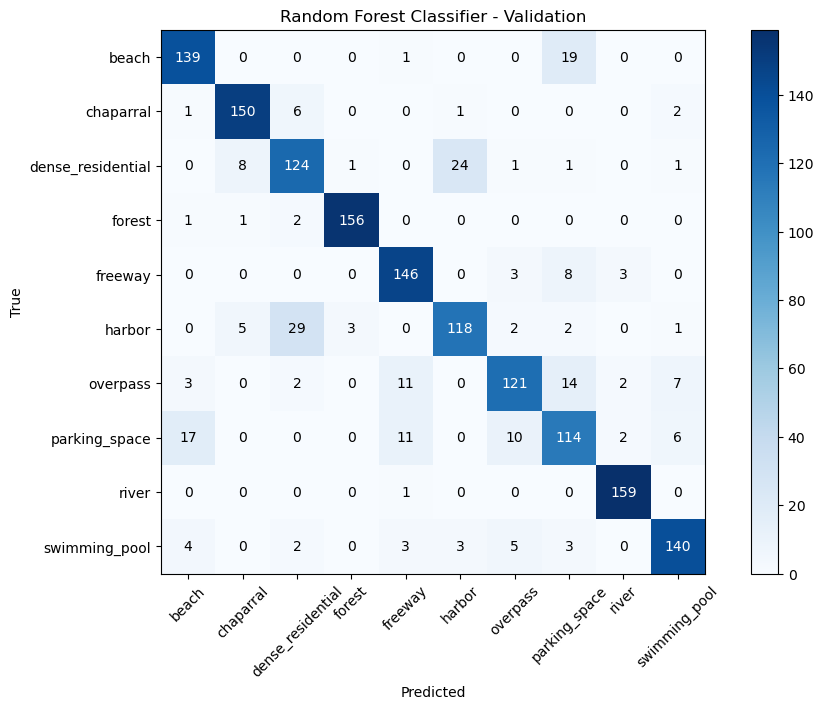 Random Forest Classifier - Validation
beach 139 0 0 0 1 0 0 19 0 0
chaparral 1 150 6 0 0 1 0 0 0 2
dense_residential 0 8 124 1 0 24 1 1 0 1
forest 1 1 2 156 0 0 0 0 0 0
freeway 0 0 0 0 146 0 3 8 3 0
harbor 0 5 29 3 0 118 2 2 0 1
overpass 3 0 2 0 11 0 121 14 2 7
parking_space 17 0 0 0 11 0 10 114 2 6
river 0 0 0 0 1 0 0 0 159 0
swimming_pool 4 0 2 0 3 3 5 3 0 140
True
beach chaparral dense_residential forest freeway harbor overpass parking_space river swimming_pool
Predicted
140
120
100
80
60
40
20
0